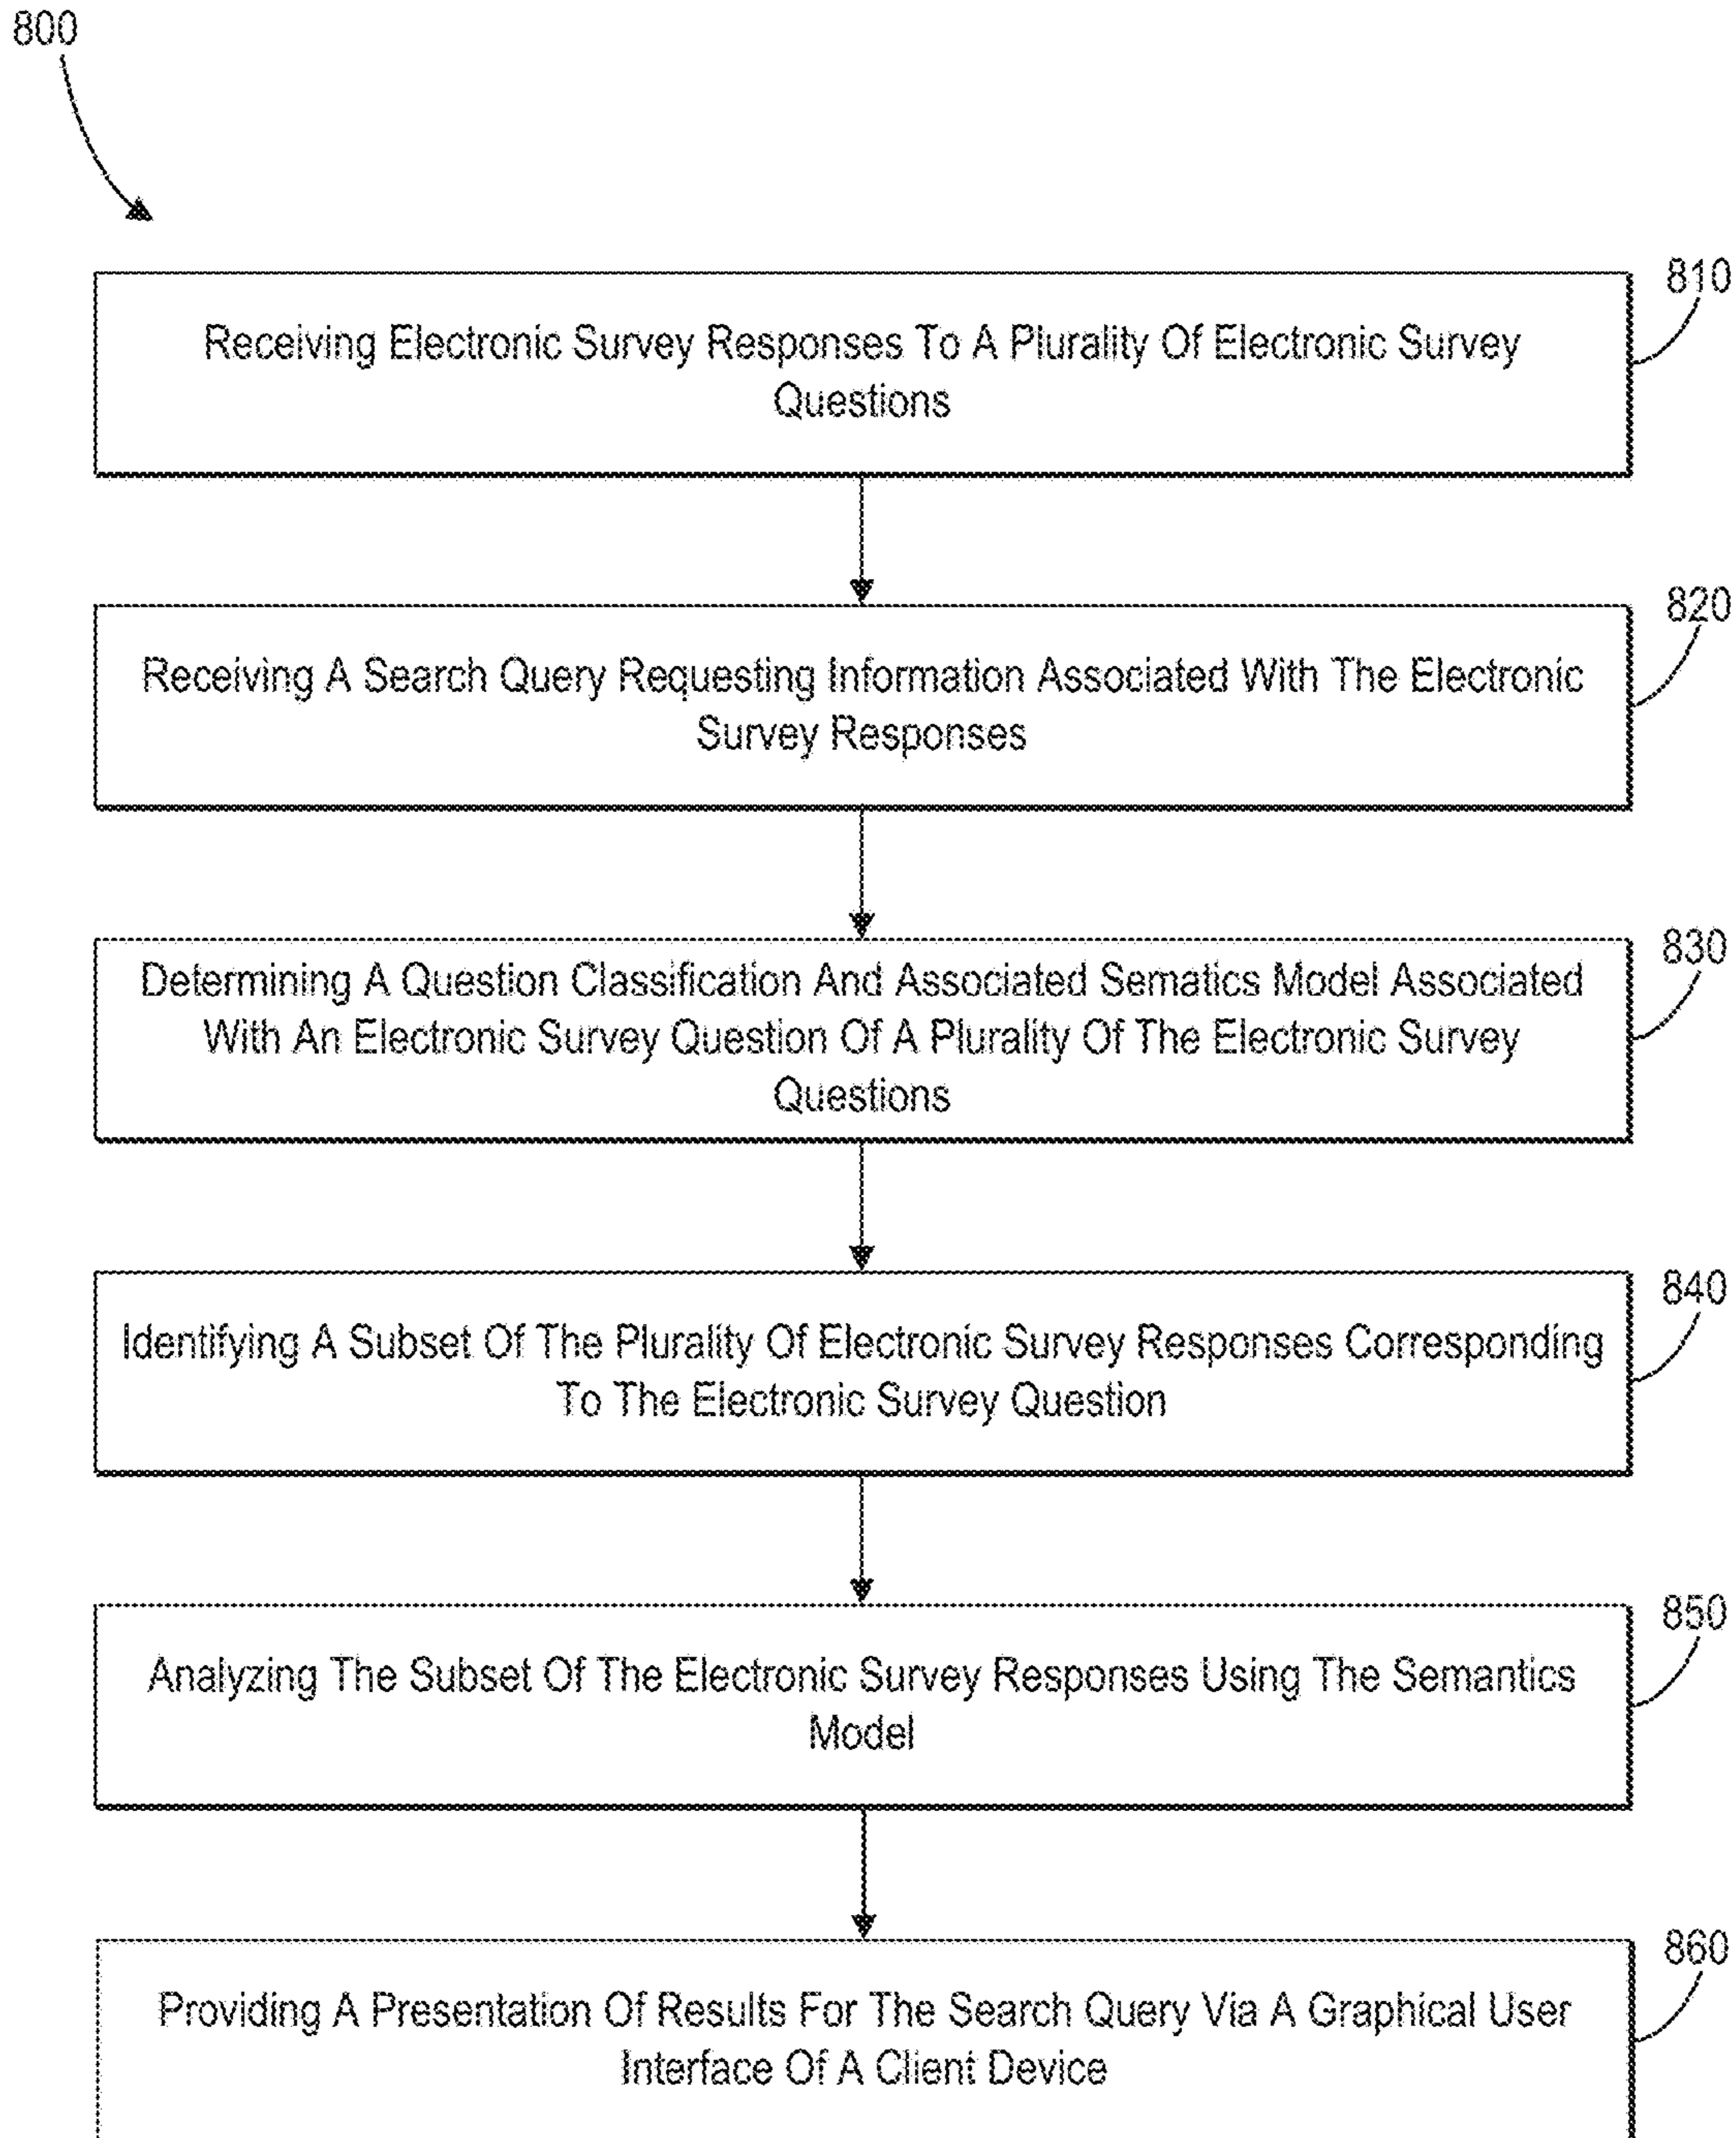 800
810
Receiving Electronic Survey Responses To A Plurality Of Electronic Survey
Questions
820
Receiving A Search Query Requesting Information Associated With The Electronic
Survey Responses
830
Determining A Question Classification And Associated Sematics Model Associated
With An Electronic Survey Question Of A Plurality Of The Electronic Survey
Questions
840
Identifying A Subset Of The Plurality Of Electronic Survey Responses Corresponding
To The Electronic Survey Question
850
Analyzing The Subset Of The Electronic Survey Responses Using The Semantics
Model
860
Providing A Presentation Of Results For The Search Query Via A Graphical User
Interface Of A Client Device